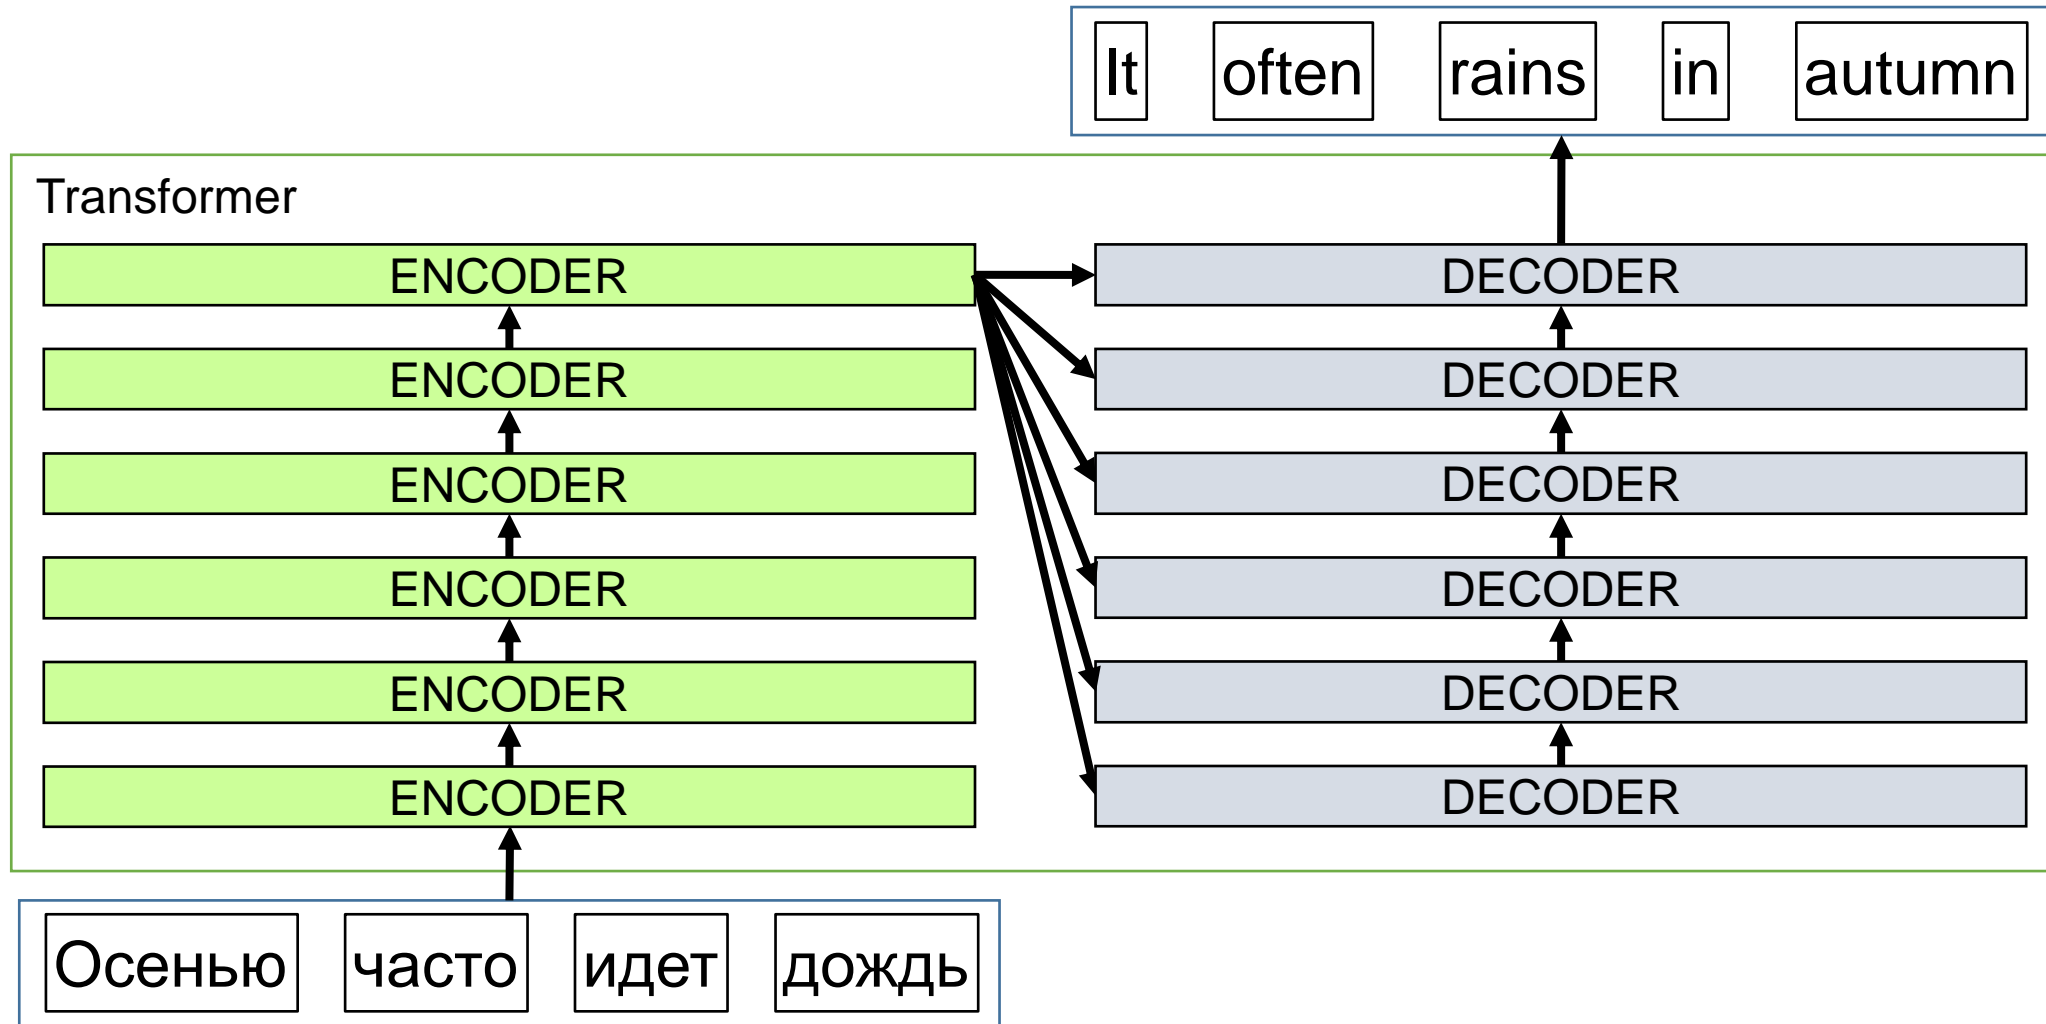 It often rains in autumn
Transformer
ENCODER DECODER
ENCODER DECODER
ENCODER DECODER
ENCODER DECODER
ENCODER DECODER
ENCODER DECODER
Осенью часто идет дождь